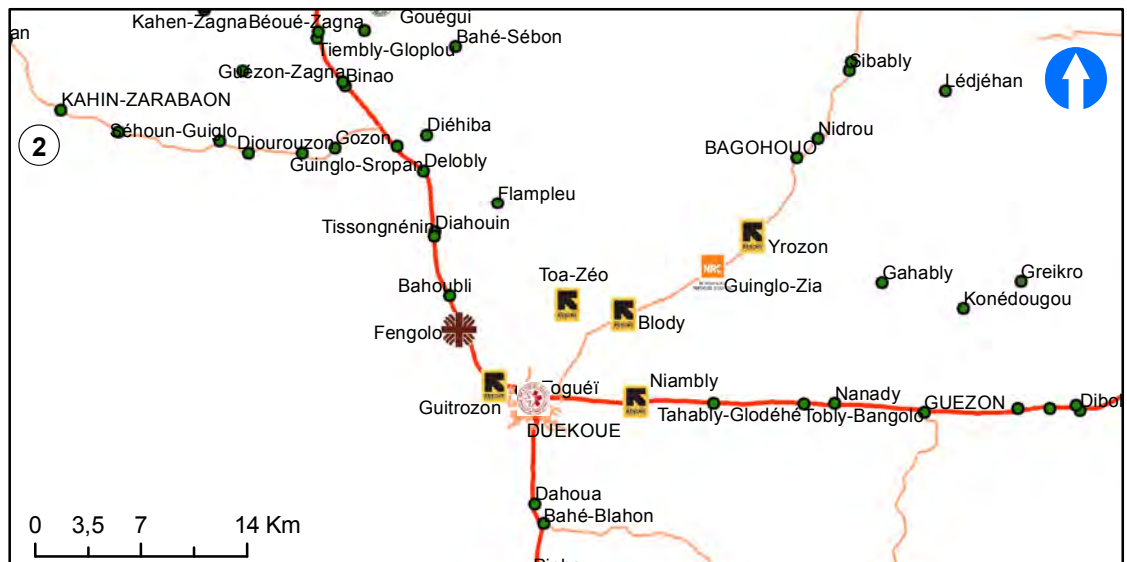 an
Kahen-Zagna
Béoué-Zagna
Gouégui
Tiembly-Gloplou
Bahé-Sébon
Guézon-Zagna
Binao
Sibably
Lédjéhan
KAHIN-ZARABAON
Séhoun-Guiglo
Diourouzon
Gozon
Diéhiba
Nidrou
2
BAGOHOUO
Guinglo-Sropan
Delobly
Flampleu
Tissongnénin
Diahouin
Yrozon
Toa-Zéo
NRC
Guinglo-Zia
Gahably
Greikro
Bahoubli
Konédougou
Blody
Fengolo
Niambly
Toguéï
Nanady
GUEZON
Guitrozon
Tahably-Glodéhé
Tobly-Bangolo
DUEKOUE
Dahoua
Bahé-Blahon
0 3,5 7 14 Km